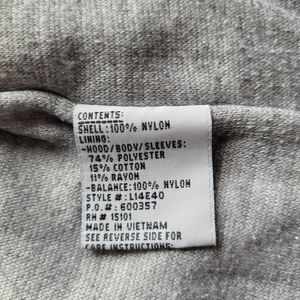 CONTENTS:
SHELL:100% NYLON
LINING:
-HOOD/BODY/SLEEVES:
74% POLYESTER
15% COTTON
11% RAYON
-BALANCE:100% NYLON
STYLE #:L14E40
P.O.#: 600357
RH# 15101
MADE IN VIETNAM
SEE REVERSE SIDE FOR
CARE INSTRUCTIONS: